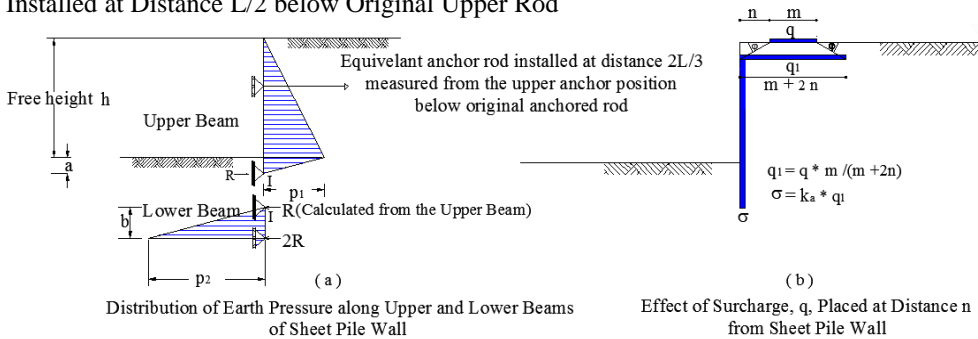 Installed at Distance L/2 below Original Upper Rod
n m
q
φ φ
Equivelant anchor rod installed at distance 2L/3
measured from the upper anchor position
below original anchored rod
q1
m + 2 n
Free height h
Upper Beam
a
R
I
p1
q1 = q * m /(m +2n)
σ = ka * q1
Lower Beam
I
R(Calculated from the Upper Beam)
b
2R
σ
p2
( a )
( b )
Distribution of Earth Pressure along Upper and Lower Beams
of Sheet Pile Wall
Effect of Surcharge, q, Placed at Distance n
from Sheet Pile Wall